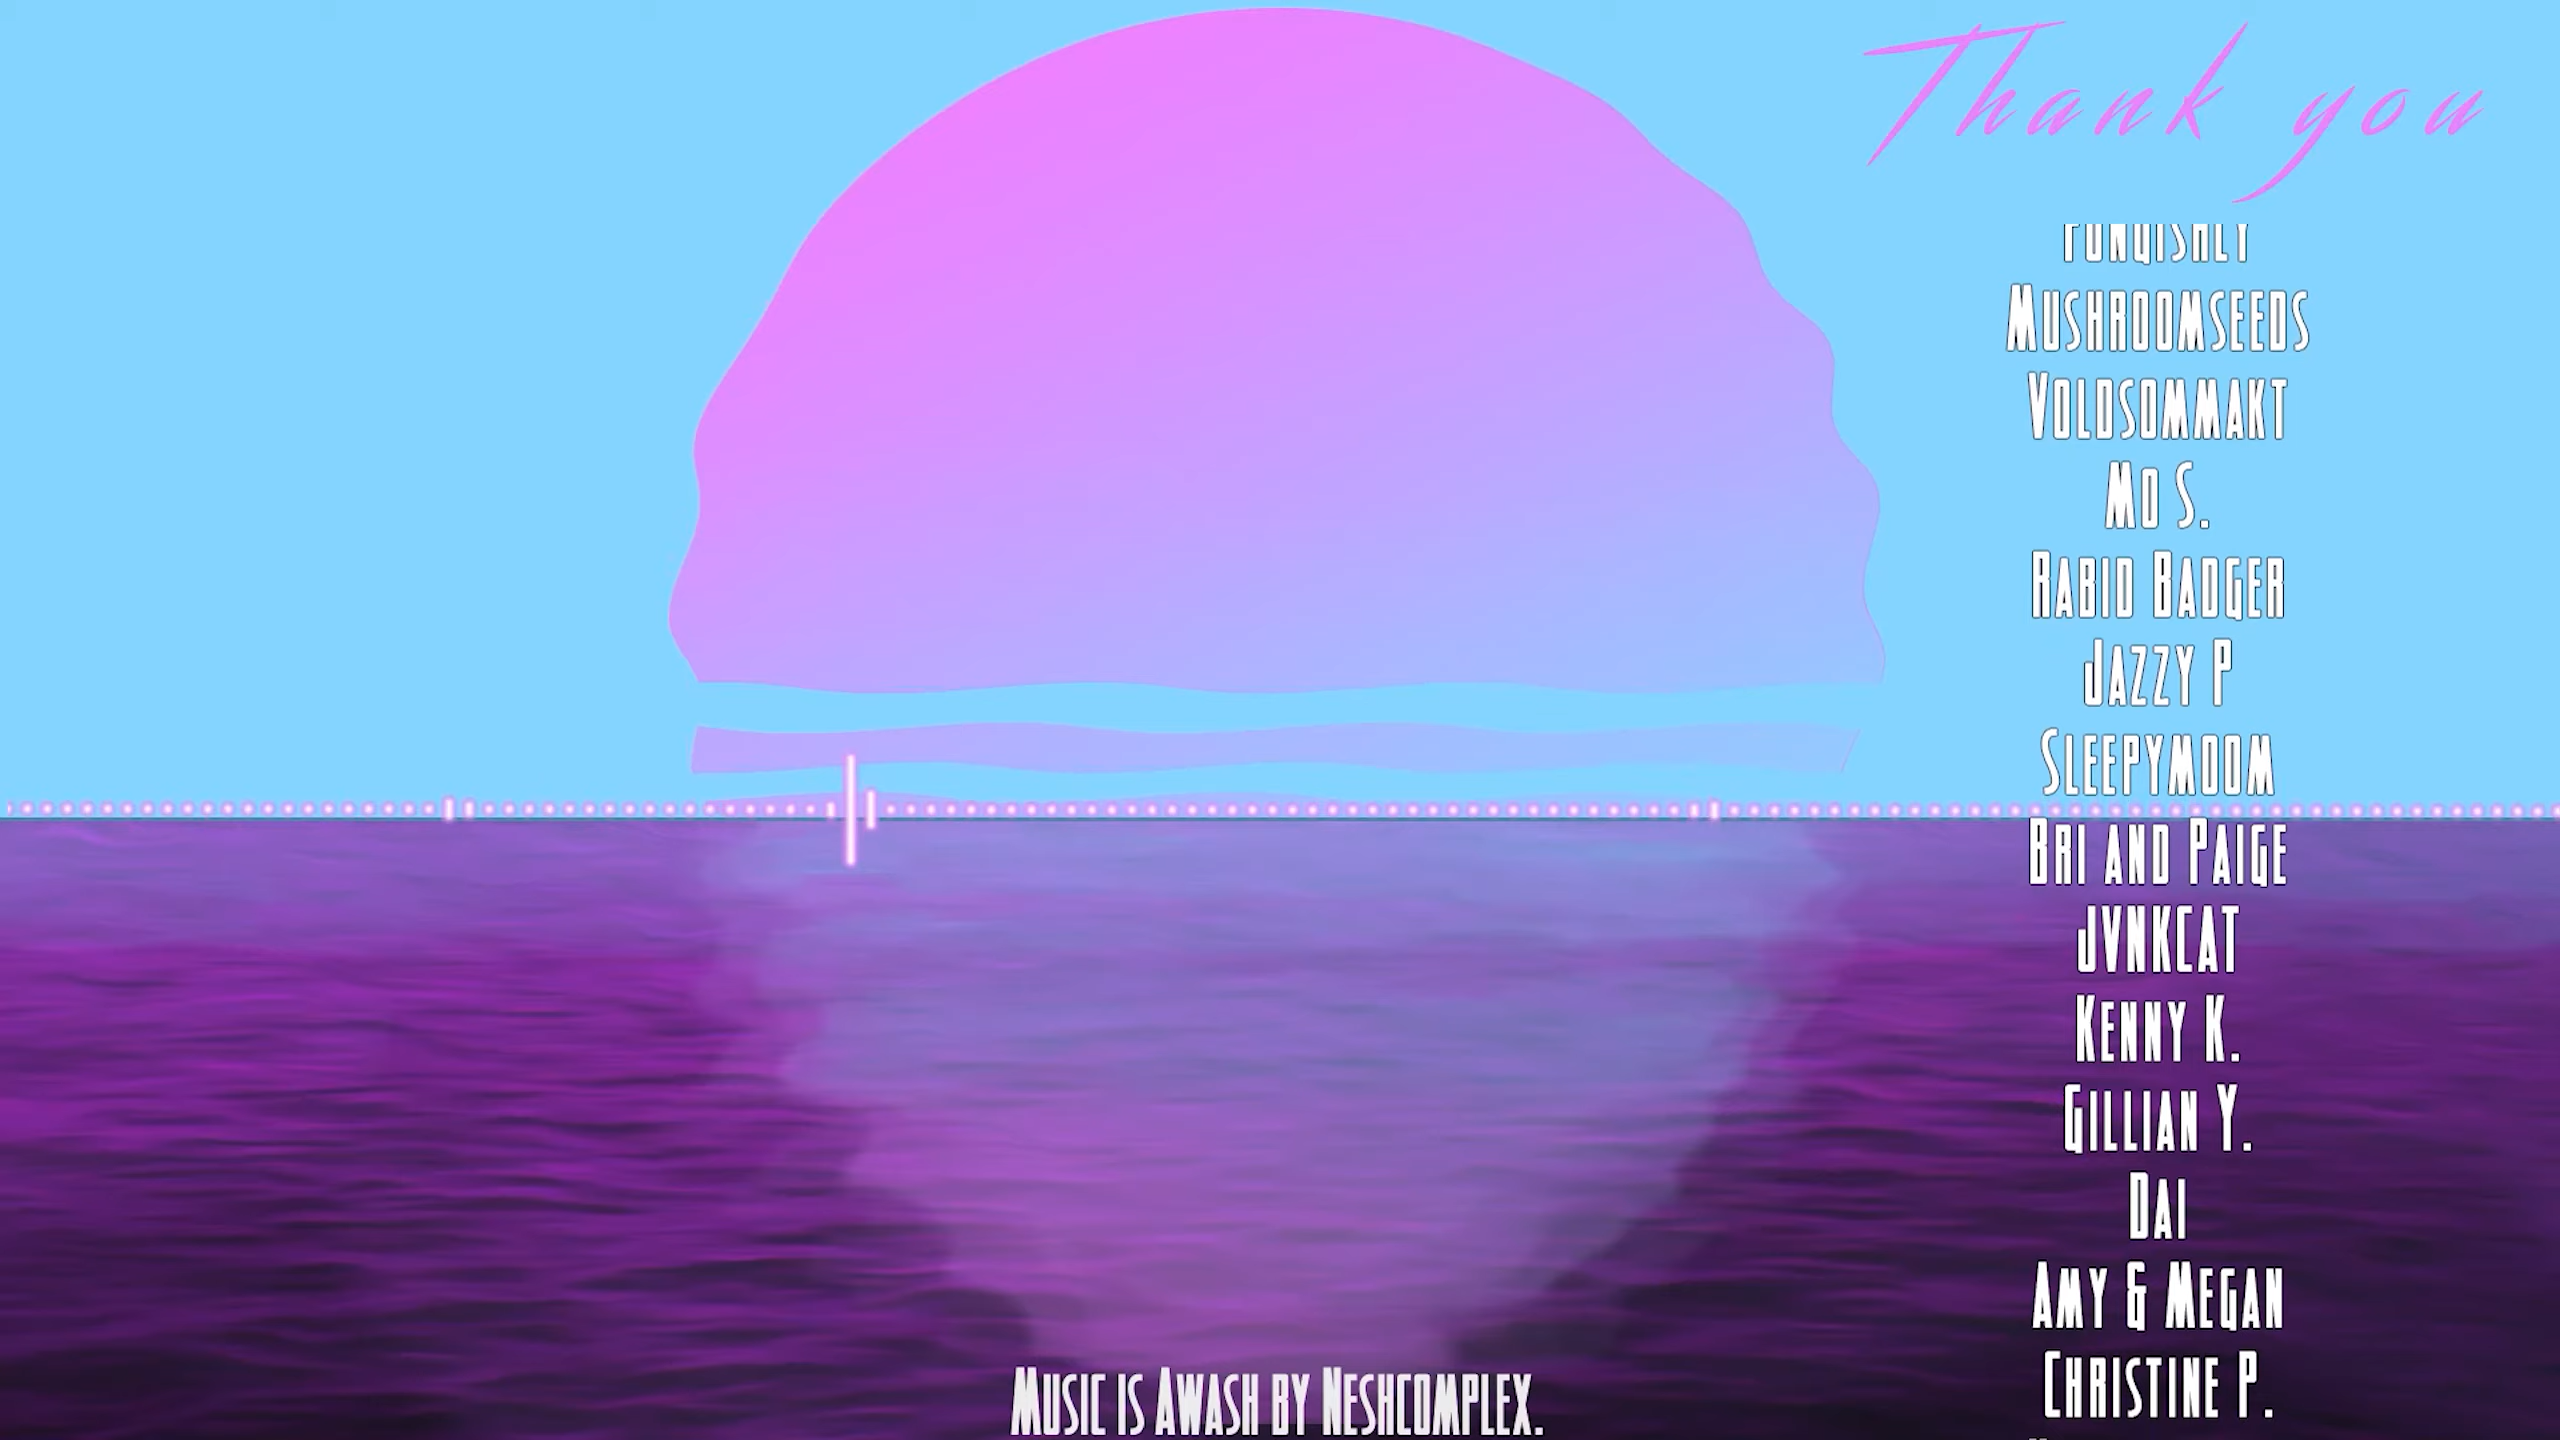 Thank you
Mushroomseeds
Voldsommakt
Mo S.
Rabid Badger
Jazzy P
Sleepymoom
Bri and Paige
jvnkcat
Kenny K.
Gillian Y.
Dai
Amy & Megan
Christine P.
Music is Awash by Neshcomplex.